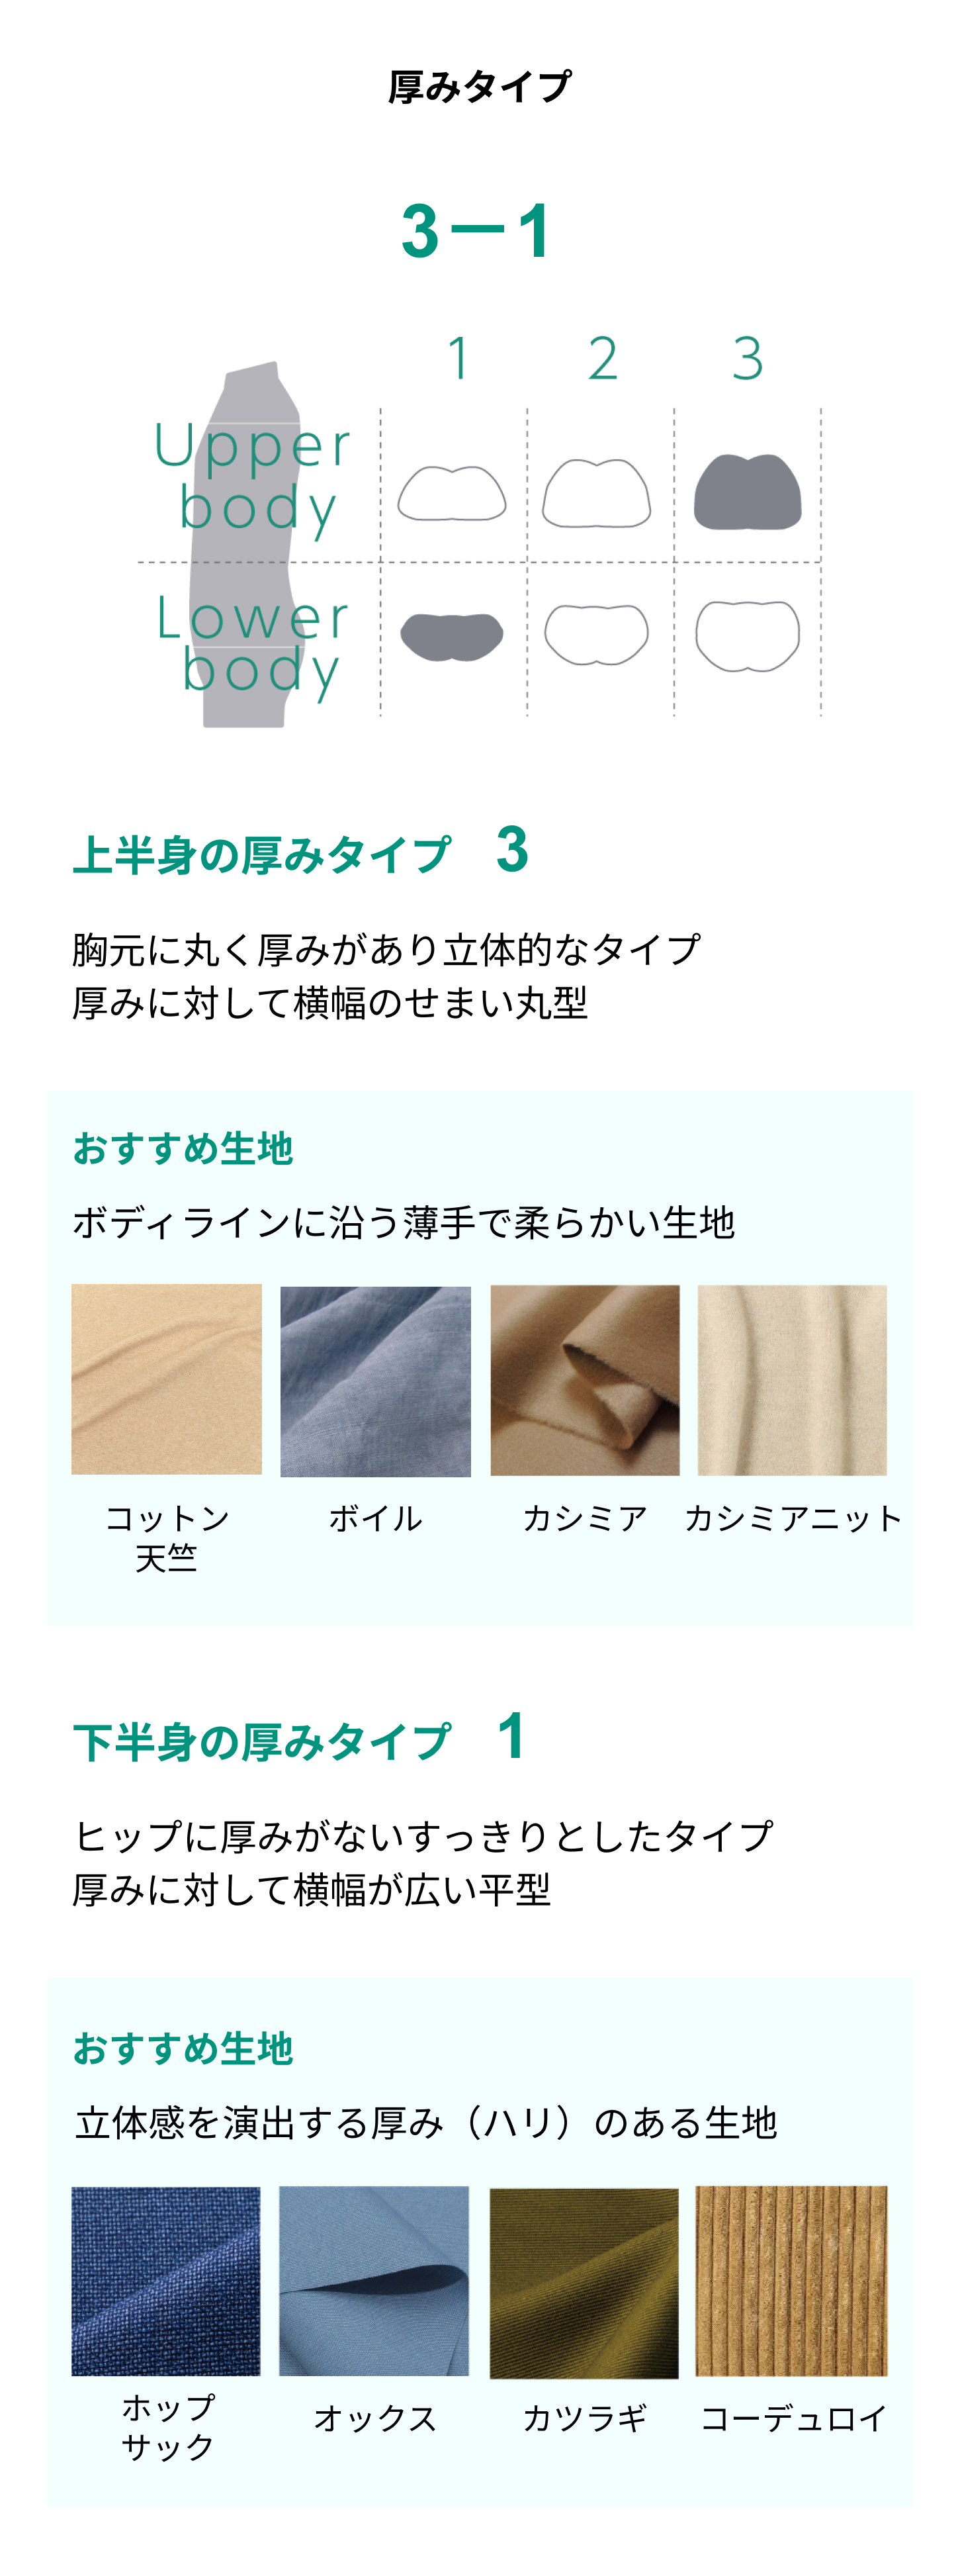 厚みタイプ
3ー1
1 2 3
Upper
body
Lower
body
上半身の厚みタイプ 3
胸元に丸く厚みがあり立体的なタイプ
厚みに対して横幅のせまい丸型
おすすめ生地
ボディラインに沿う薄手で柔らかい生地
コットン
天竺
ボイル
カシミア
カシミアニット
下半身の厚みタイプ 1
ヒップに厚みがないすっきりとしたタイプ
厚みに対して横幅が広い平型
おすすめ生地
立体感を演出する厚み（ハリ）のある生地
ホップ
サック
オックス
カツラギ
コーデュロイ